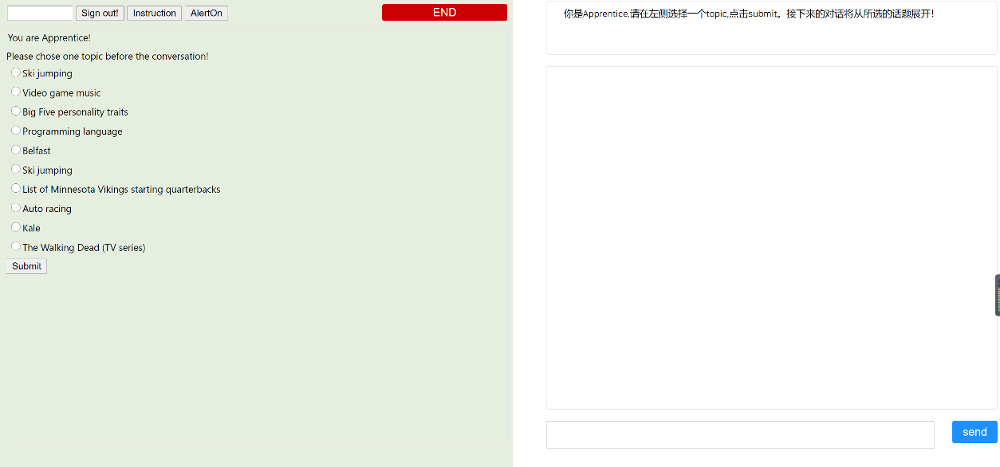 Sign out! Instruction AlertOn END
You are Apprentice!
Please chose one topic before the conversation!
Ski jumping
Video game music
Big Five personality traits
Programming language
Belfast
Ski jumping
List of Minnesota Vikings starting quarterbacks
Auto racing
Kale
The Walking Dead (TV series)
Submit
你是Apprentice,请在左侧选择一个topic,点击submit。接下来的对话将从所选的话题展开!
send